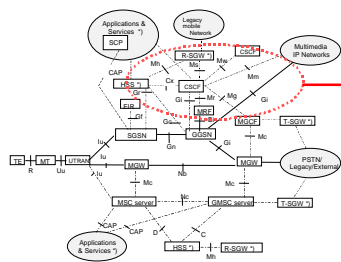 Applications &
Services *)
SCP
Legacy
mobile
Network
R-SGW *)
CSCF
Multimedia
IP Networks
Mh
Ms
Mw
Mm
CAP
HSS *)
Cx
CSCF
Gr
Gi
Mr
Mg
Gi
EIR
MRF
Gf
Gc
MGCF
T-SGW *)
SGSN
GGSN
Mc
Iu
Gn
Gi
Iu
TE
MT
UTRAN
R
Uu
Iu
MGW
Nb
MGW
PSTN/
Legacy/External
Mc
Nc
Mc
MSC server
GMSC server
T-SGW *)
CAP
CAP
D
C
Applications
& Services *)
HSS *)
R-SGW *)
Mh